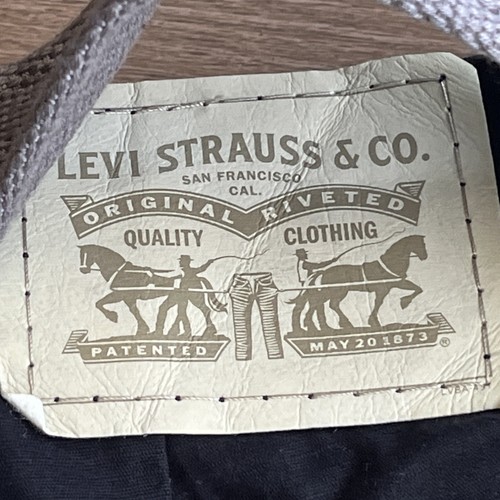 LEVI STRAUSS & CO.
SAN FRANCISCO
CAL.
ORIGINAL RIVETED
QUALITY CLOTHING
PATENTED MAY 20 1873 ®